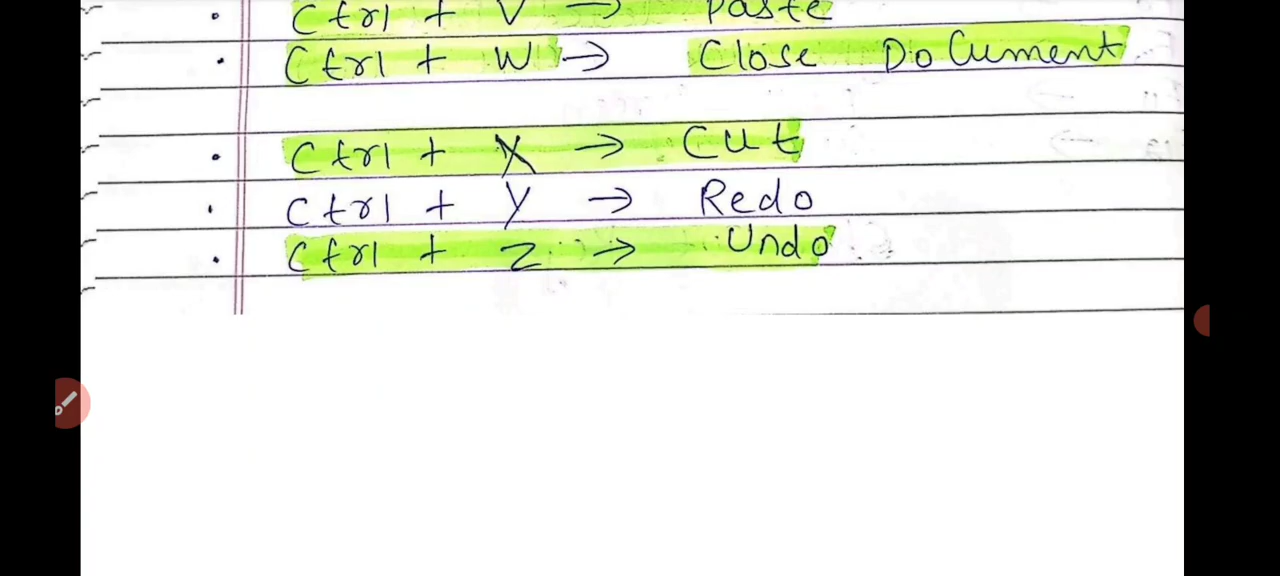 • Ctrl + V → Paste
• Ctrl + W → Close Document
• Ctrl + X → Cut
• Ctrl + Y → Redo
• Ctrl + Z → Undo